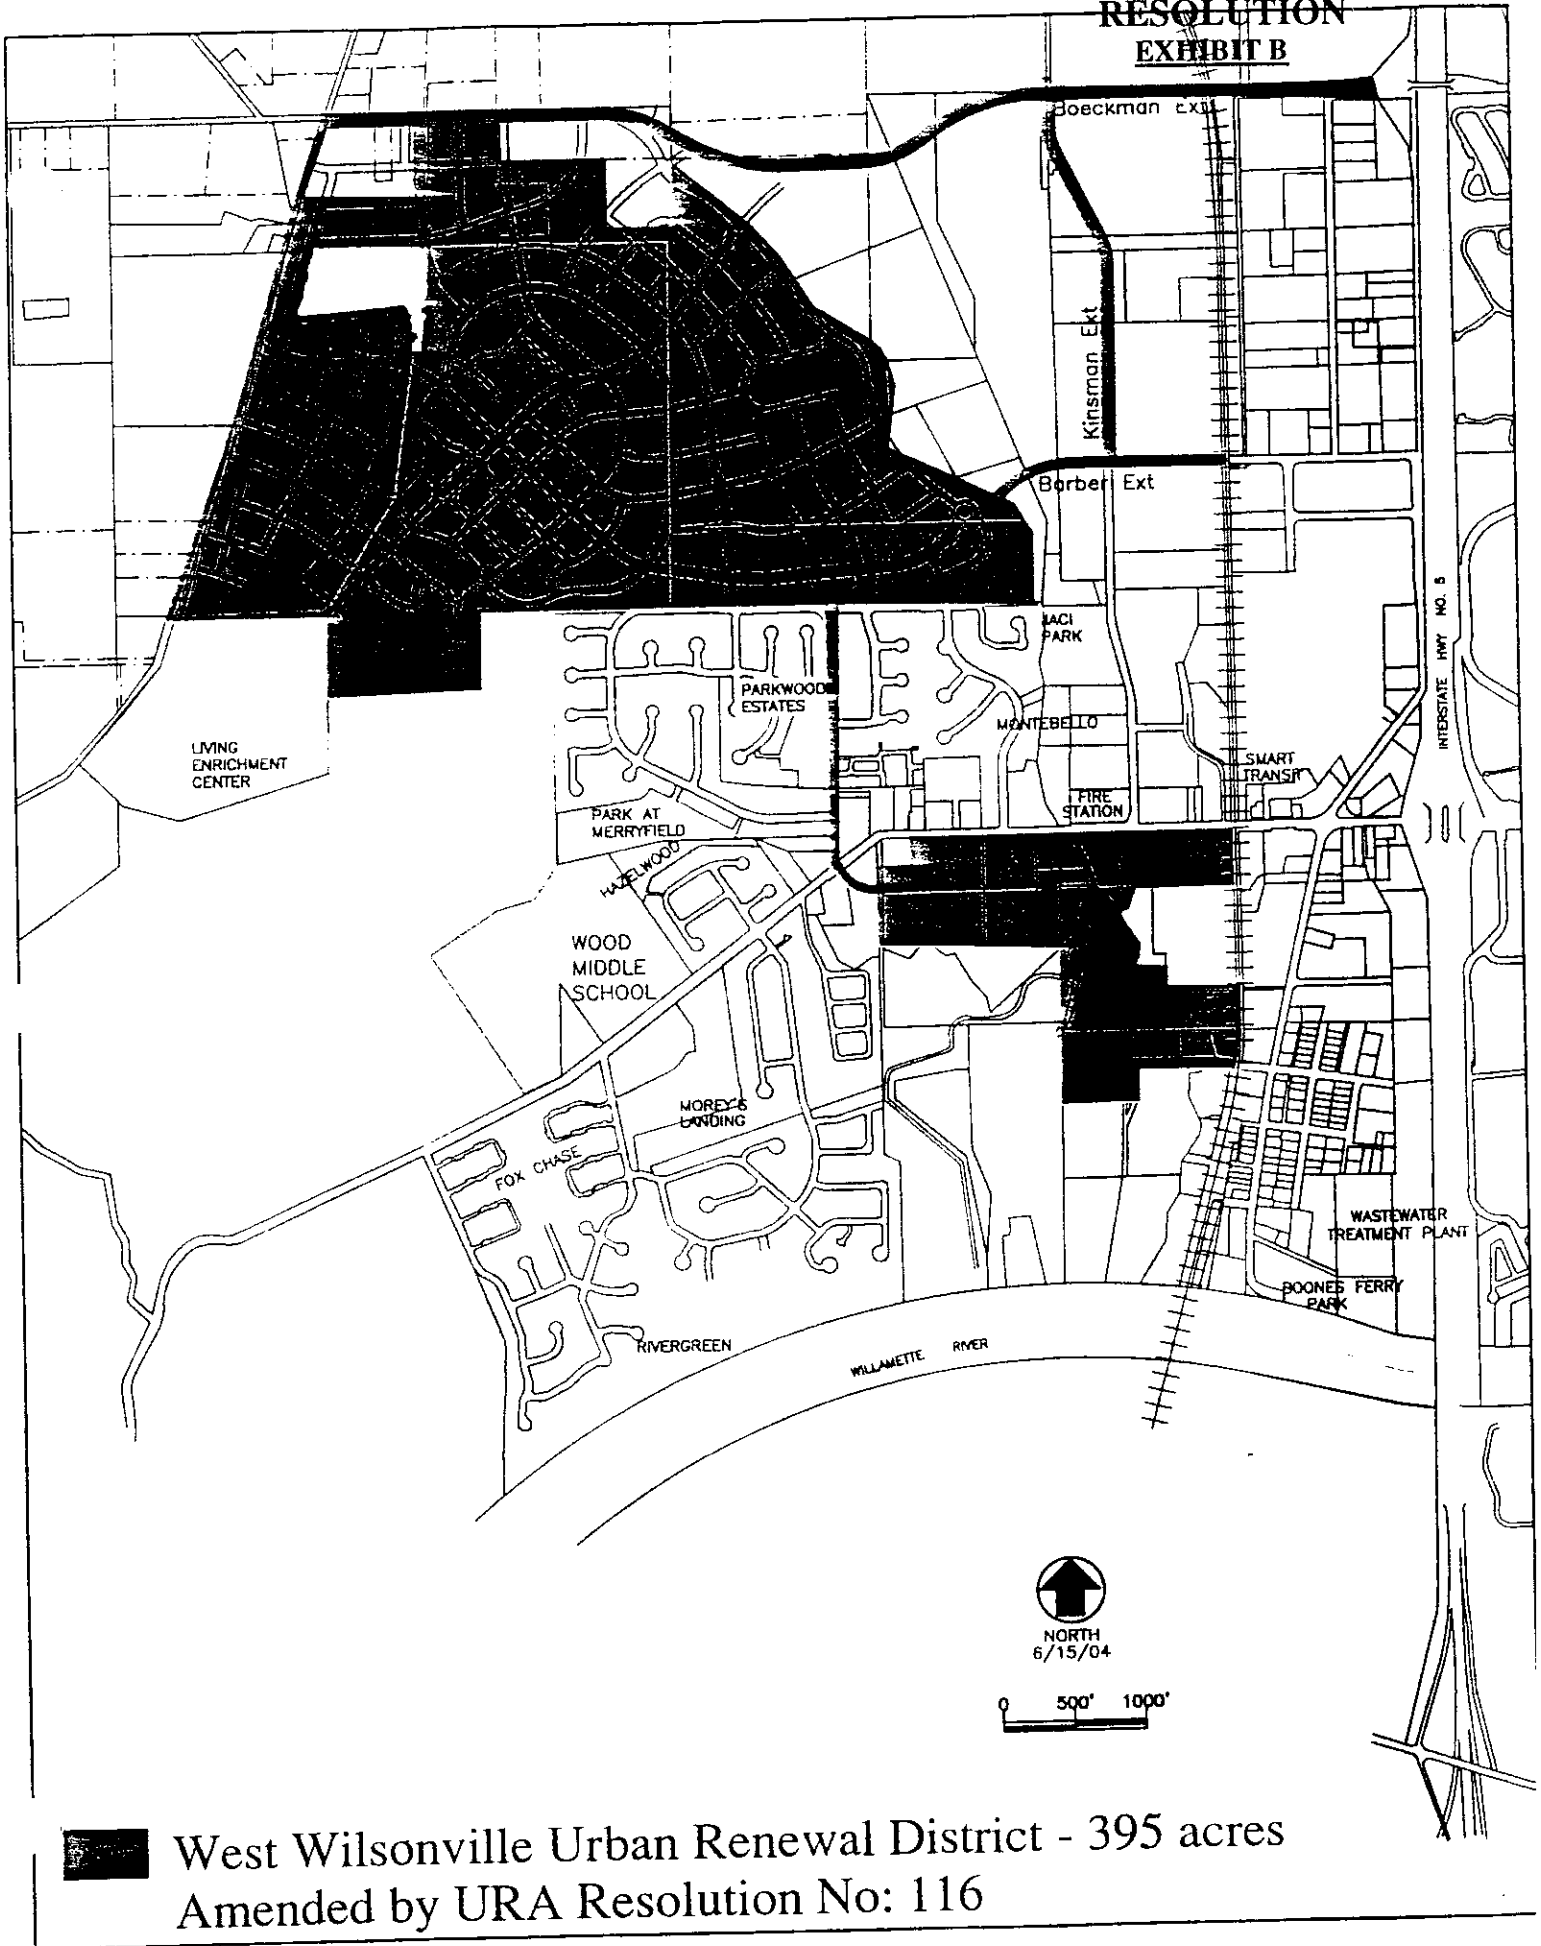 RESOLUTION
EXHIBIT B
Boeckman Ext
Kinsman Ext
Barber Ext
INTERSTATE HWY NO. 5
PARK
PARKWOOD
ESTATES
MONTEBELLO
LIVING
ENRICHMENT
CENTER
SMART
TRANSIT
FIRE
STATION
PARK AT
MERRYFIELD
HAZELWOOD
WOOD
MIDDLE
SCHOOL
MOREY'S
LANDING
FOX CHASE
WASTEWATER
TREATMENT PLANT
BOONES FERRY
PARK
RIVERGREEN
WILLAMETTE RIVER
NORTH
6/15/04
0 500' 1000'
West Wilsonville Urban Renewal District - 395 acres
Amended by URA Resolution No: 116